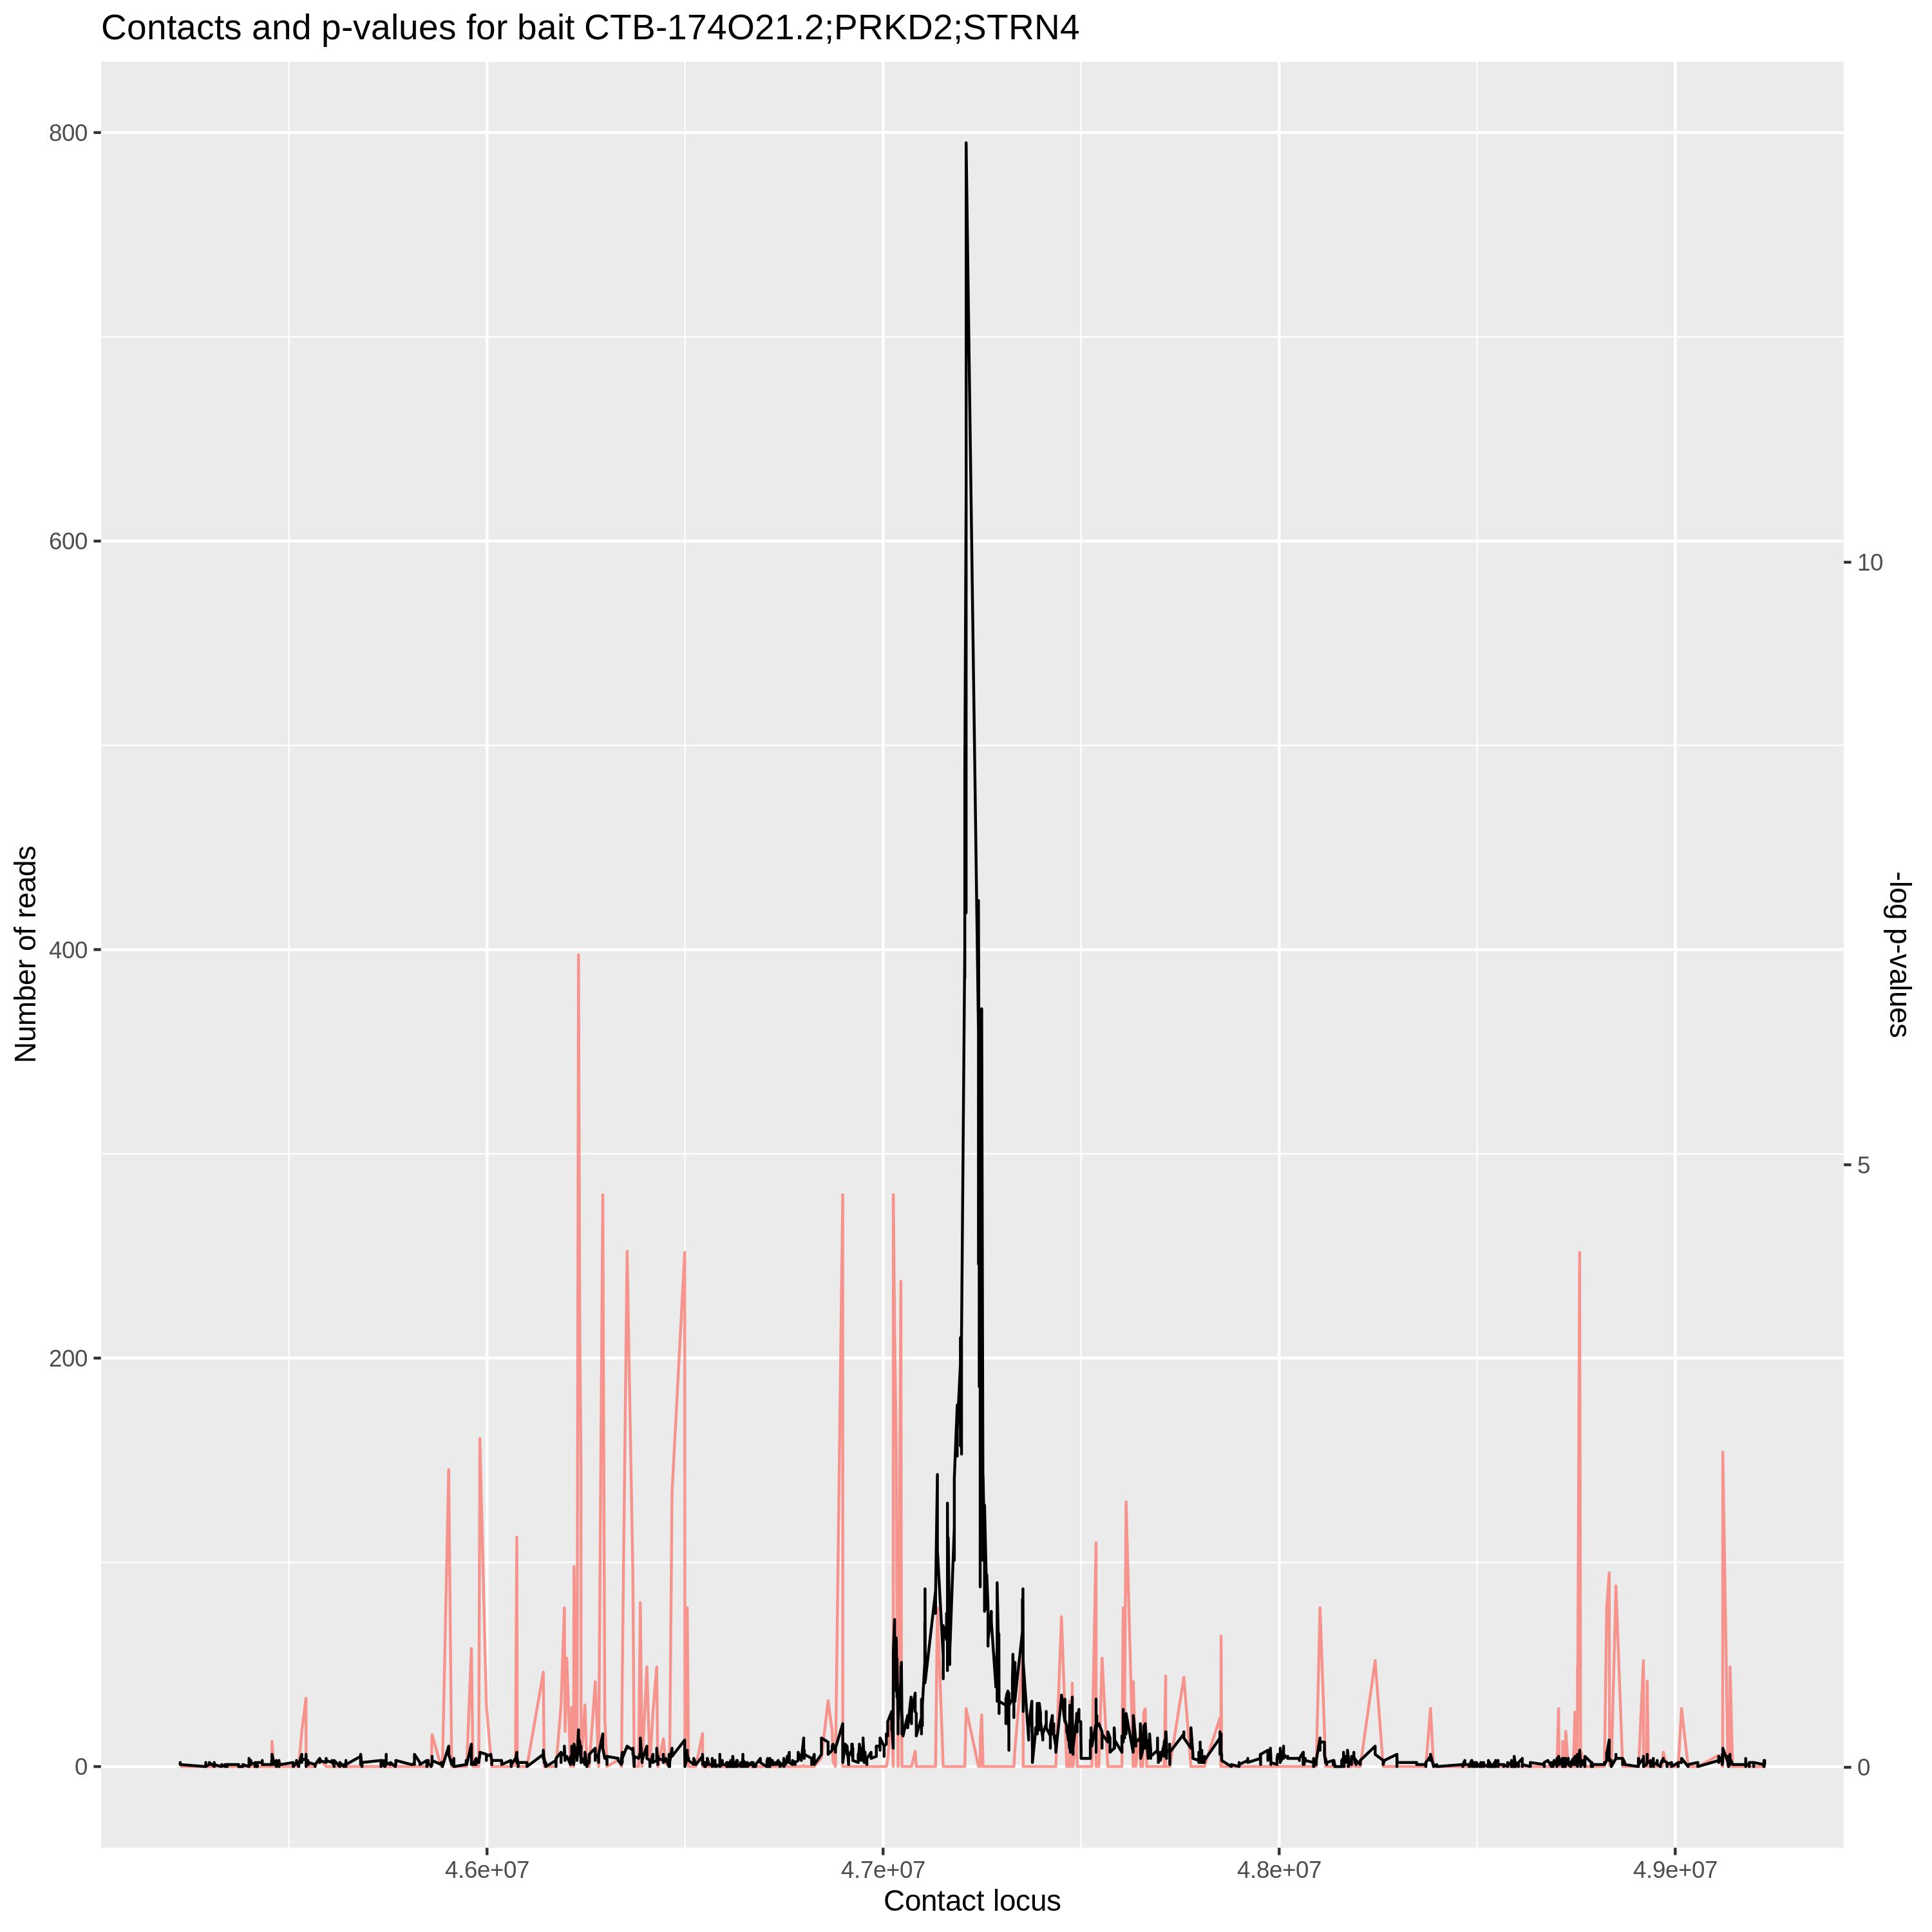 Contacts and p-values for bait CTB-174O21.2;PRKD2;STRN4
800
600
400
200
0
Number of reads
10
5
0
-log p-values
4.6e+07
4.7e+07
4.8e+07
4.9e+07
Contact locus